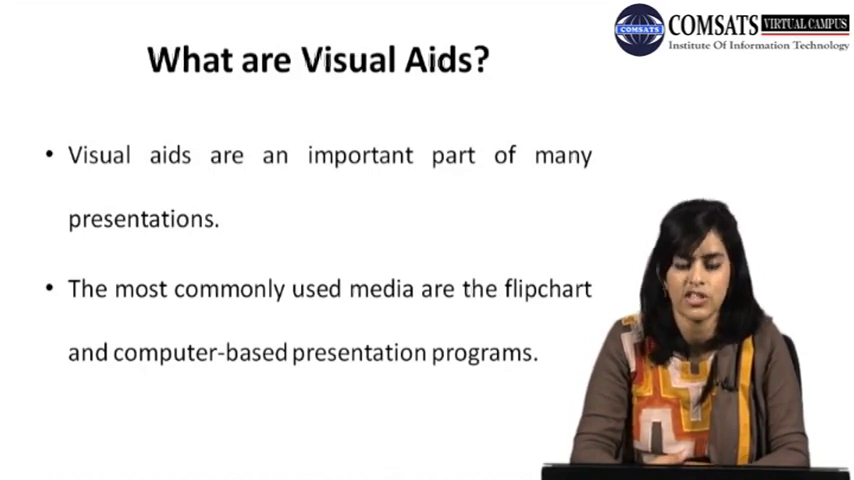 COMSATS VIRTUAL CAMPUS
Institute Of Information Technology
COMSATS
What are Visual Aids?
• Visual aids are an important part of many
presentations.
• The most commonly used media are the flipchart
and computer-based presentation programs.